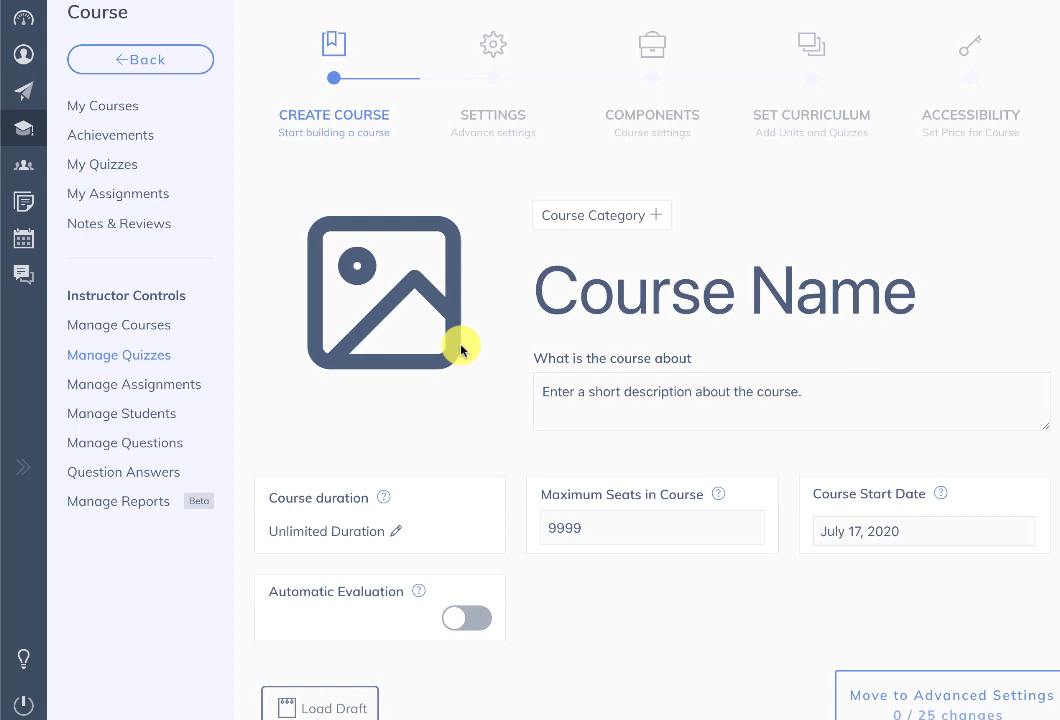 Course
Back
My Courses
Achievements
My Quizzes
My Assignments
Notes & Reviews
Instructor Controls
Manage Courses
Manage Quizzes
Manage Assignments
Manage Students
Manage Questions
Question Answers
Manage Reports Beta
CREATE COURSE
Start building a course
SETTINGS
Advance settings
COMPONENTS
Course settings
SET CURRICULUM
Add Units and Quizzes
ACCESSIBILITY
Set Price for Course
Course Category
Course Name
What is the course about
Enter a short description about the course.
Course duration
Unlimited Duration
Maximum Seats in Course
9999
Course Start Date
July 17, 2020
Automatic Evaluation
Load Draft
Move to Advanced Settings
0 / 25 changes